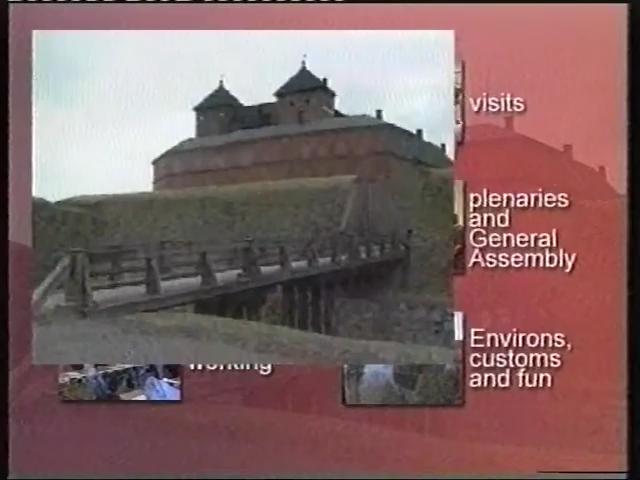 visits
plenaries
and
General
Assembly
Environs,
customs
and fun
working